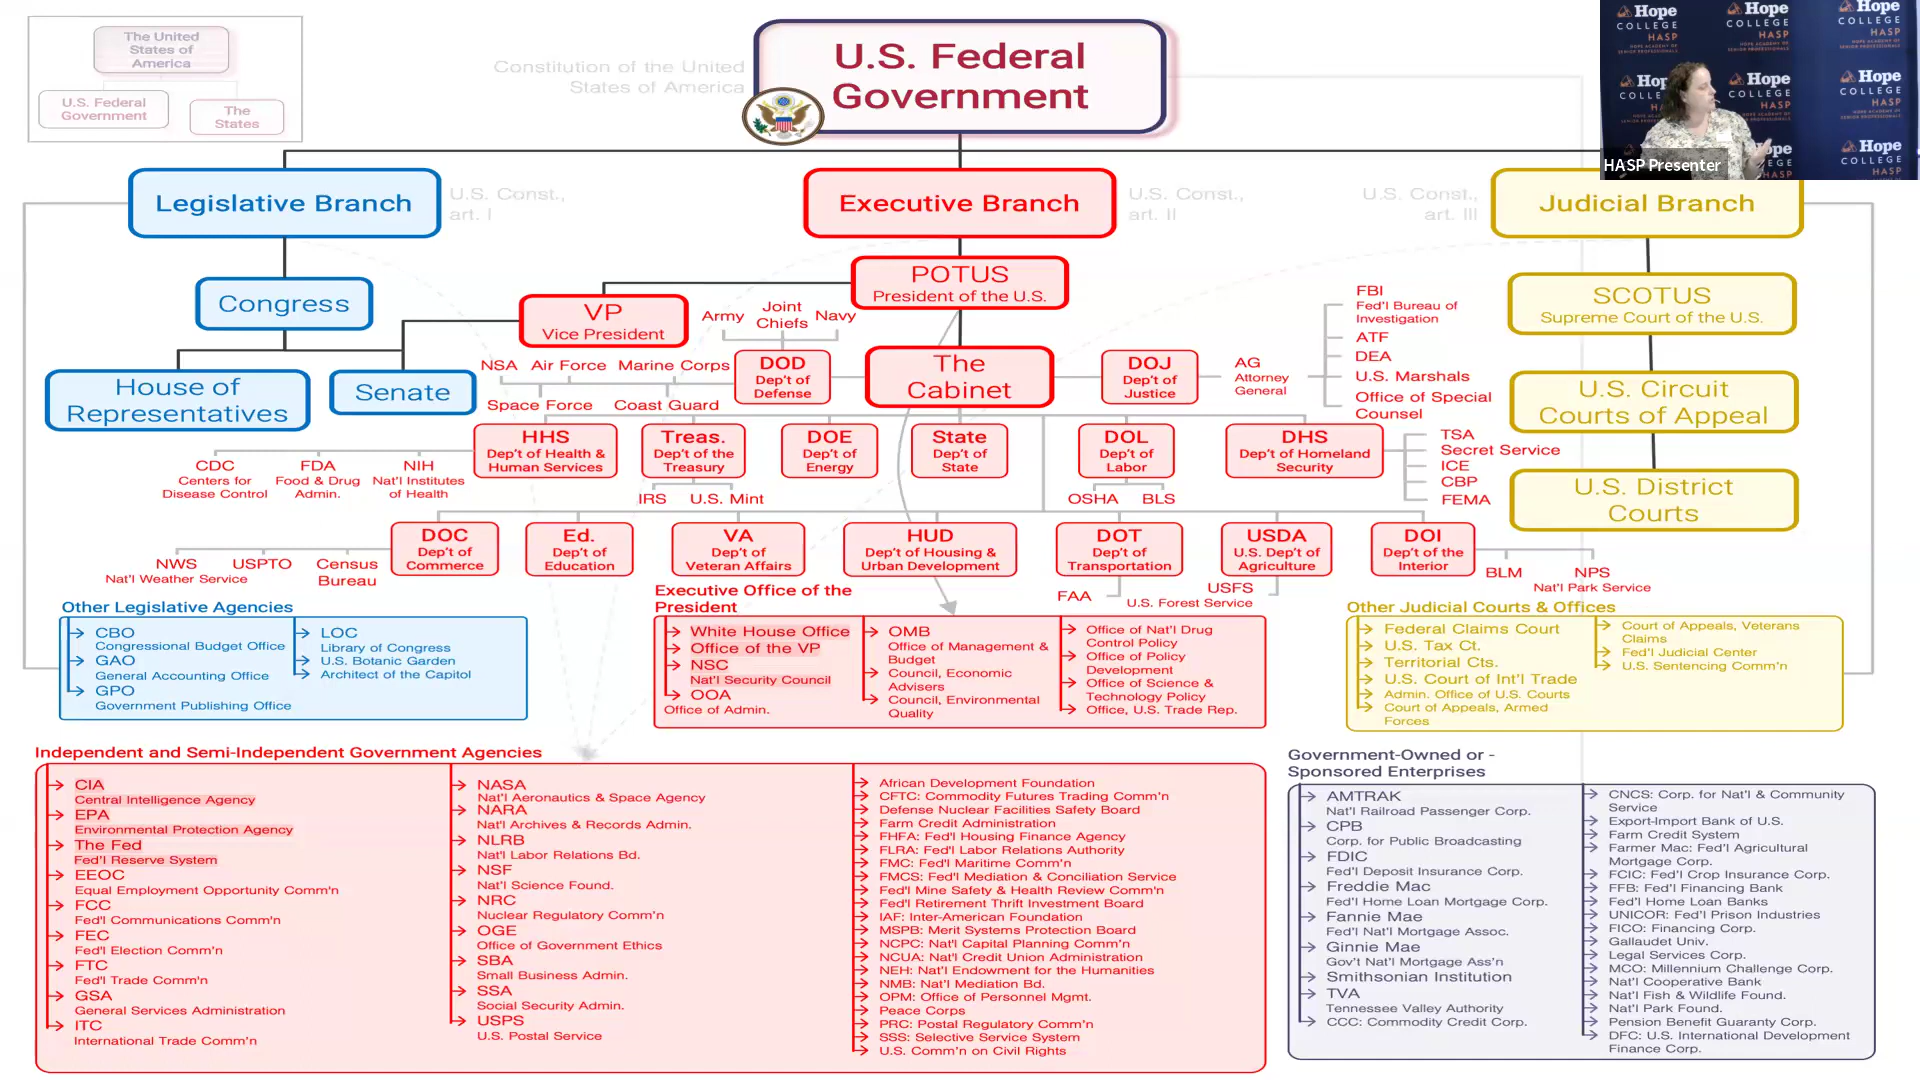 The United
States of
America
U.S. Federal
Government
The
States
Constitution of the United
States of America
U.S. Federal
Government
Hope
COLLEGE
HASP
HOPE ACADEMY OF
SENIOR PROFESSIONALS
HASP Presenter
Legislative Branch
U.S. Const.,
art. I
Executive Branch
U.S. Const.,
art. II
U.S. Const.,
art. III
Judicial Branch
Congress
House of
Representatives
Senate
POTUS
President of the U.S.
VP
Vice President
The
Cabinet
Army
Joint
Chiefs
Navy
NSA
Air Force
Marine Corps
Space Force
Coast Guard
DOD
Dep't of
Defense
DOJ
Dep't of
Justice
AG
Attorney
General
FBI
Fed'l Bureau of
Investigation
ATF
DEA
U.S. Marshals
Office of Special
Counsel
SCOTUS
Supreme Court of the U.S.
U.S. Circuit
Courts of Appeal
U.S. District
Courts
HHS
Dep't of Health &
Human Services
CDC
Centers for
Disease Control
FDA
Food & Drug
Admin.
NIH
Nat'l Institutes
of Health
Treas.
Dep't of the
Treasury
IRS
U.S. Mint
DOE
Dep't of
Energy
State
Dep't of
State
DOL
Dep't of
Labor
OSHA
BLS
DHS
Dep't of Homeland
Security
TSA
Secret Service
ICE
CBP
FEMA
DOC
Dep't of
Commerce
NWS
Nat'l Weather Service
USPTO
Census
Bureau
Ed.
Dep't of
Education
VA
Dep't of
Veteran Affairs
HUD
Dep't of Housing &
Urban Development
DOT
Dep't of
Transportation
FAA
USDA
U.S. Dep't of
Agriculture
USFS
U.S. Forest Service
DOI
Dep't of the
Interior
BLM
NPS
Nat'l Park Service
Other Legislative Agencies
CBO
Congressional Budget Office
GAO
General Accounting Office
GPO
Government Publishing Office
LOC
Library of Congress
U.S. Botanic Garden
Architect of the Capitol
Executive Office of the
President
White House Office
Office of the VP
NSC
Nat'l Security Council
OOA
Office of Admin.
OMB
Office of Management &
Budget
Council, Economic
Advisers
Council, Environmental
Quality
Office of Nat'l Drug
Control Policy
Office of Policy
Development
Office of Science &
Technology Policy
Office, U.S. Trade Rep.
Other Judicial Courts & Offices
Federal Claims Court
U.S. Tax Ct.
Territorial Cts.
U.S. Court of Int'l Trade
Admin. Office of U.S. Courts
Court of Appeals, Armed
Forces
Court of Appeals, Veterans
Claims
Fed'l Judicial Center
U.S. Sentencing Comm'n
Independent and Semi-Independent Government Agencies
CIA
Central Intelligence Agency
EPA
Environmental Protection Agency
The Fed
Fed'l Reserve System
EEOC
Equal Employment Opportunity Comm'n
FCC
Fed'l Communications Comm'n
FEC
Fed'l Election Comm'n
FTC
Fed'l Trade Comm'n
GSA
General Services Administration
ITC
International Trade Comm'n
NASA
Nat'l Aeronautics & Space Agency
NARA
Nat'l Archives & Records Admin.
NLRB
Nat'l Labor Relations Bd.
NSF
Nat'l Science Found.
NRC
Nuclear Regulatory Comm'n
OGE
Office of Government Ethics
SBA
Small Business Admin.
SSA
Social Security Admin.
USPS
U.S. Postal Service
African Development Foundation
CFTC: Commodity Futures Trading Comm'n
Defense Nuclear Facilities Safety Board
Farm Credit Administration
FHFA: Fed'l Housing Finance Agency
FLRA: Fed'l Labor Relations Authority
FMC: Fed'l Maritime Comm'n
FMCS: Fed'l Mediation & Conciliation Service
Fed'l Mine Safety & Health Review Comm'n
Fed'l Retirement Thrift Investment Board
IAF: Inter-American Foundation
MSPB: Merit Systems Protection Board
NCPC: Nat'l Capital Planning Comm'n
NCUA: Nat'l Credit Union Administration
NEH: Nat'l Endowment for the Humanities
NMB: Nat'l Mediation Bd.
OPM: Office of Personnel Mgmt.
Peace Corps
PRC: Postal Regulatory Comm'n
SSS: Selective Service System
U.S. Comm'n on Civil Rights
Government-Owned or -
Sponsored Enterprises
AMTRAK
Nat'l Railroad Passenger Corp.
CPB
Corp. for Public Broadcasting
FDIC
Fed'l Deposit Insurance Corp.
Freddie Mac
Fed'l Home Loan Mortgage Corp.
Fannie Mae
Fed'l Nat'l Mortgage Assoc.
Ginnie Mae
Gov't Nat'l Mortgage Ass'n
Smithsonian Institution
TVA
Tennessee Valley Authority
CCC: Commodity Credit Corp.
CNCS: Corp. for Nat'l & Community
Service
Export-Import Bank of U.S.
Farm Credit System
Farmer Mac: Fed'l Agricultural
Mortgage Corp.
FCIC: Fed'l Crop Insurance Corp.
FFB: Fed'l Financing Bank
Fed'l Home Loan Banks
UNICOR: Fed'l Prison Industries
FICO: Financing Corp.
Gallaudet Univ.
Legal Services Corp.
MCO: Millennium Challenge Corp.
Nat'l Cooperative Bank
Nat'l Fish & Wildlife Found.
Nat'l Park Found.
Pension Benefit Guaranty Corp.
DFC: U.S. International Development
Finance Corp.